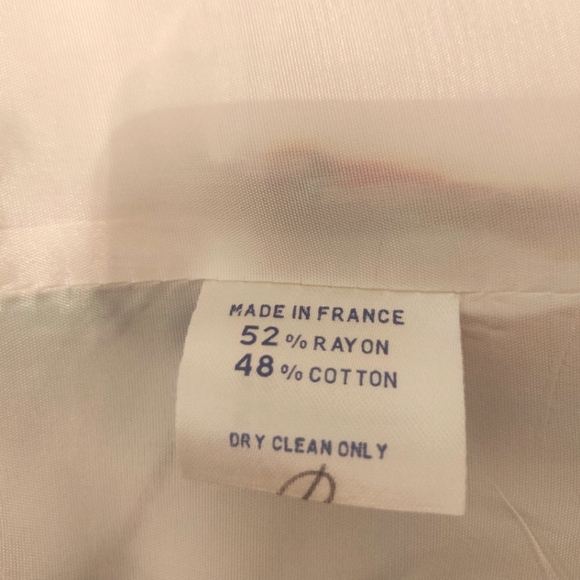 MADE IN FRANCE
52 % RAYON
48 % COTTON
DRY CLEAN ONLY